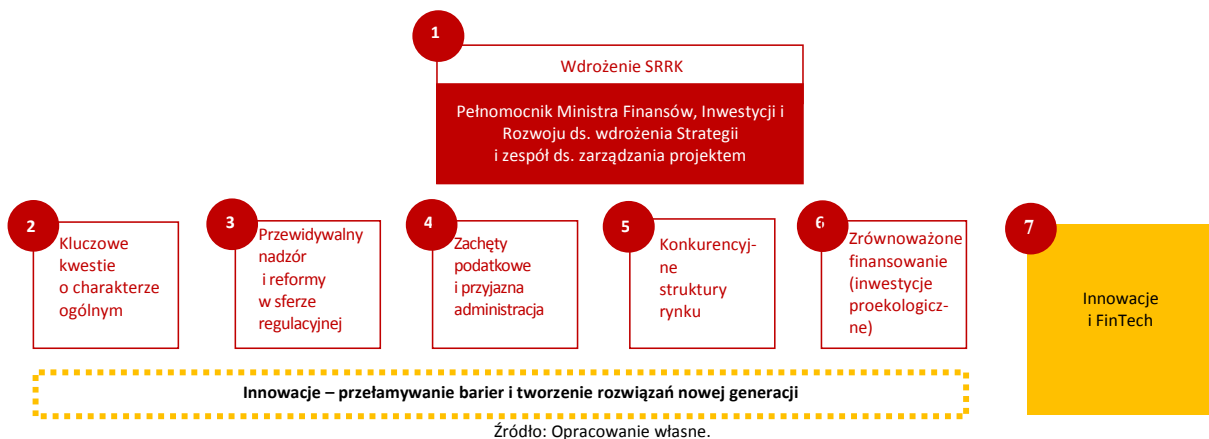 1
Wdrożenie SRRK
Pełnomocnik Ministra Finansów, Inwestycji i
Rozwoju ds. wdrożenia Strategii
i zespół ds. zarządzania projektem
2
Kluczowe
kwestie
o charakterze
ogólnym
3
Przewidywalny
nadzór
i reformy
w sferze
regulacyjnej
4
Zachęty
podatkowe
i przyjazna
administracja
5
Konkurencyj-
ne
struktury
rynku
6
Zrównoważone
finansowanie
(inwestycje
proekologicz-
ne)
7
Innowacje
i FinTech
Innowacje – przełamywanie barier i tworzenie rozwiązań nowej generacji
Źródło: Opracowanie własne.